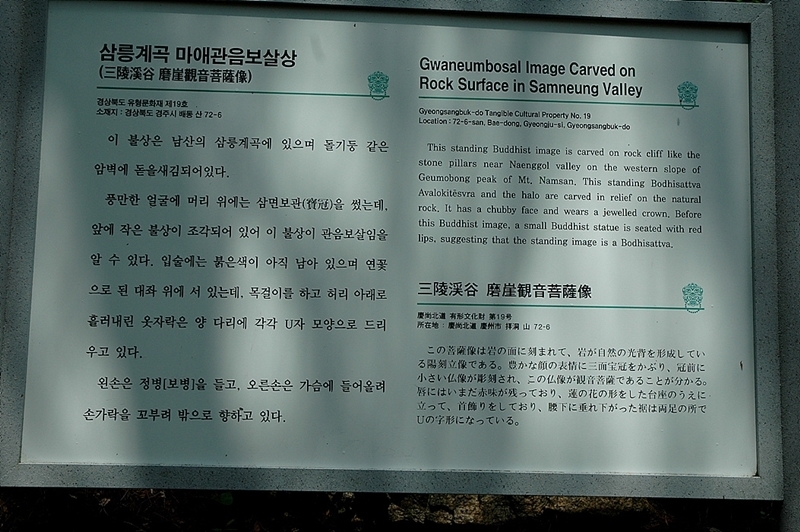 삼릉계곡 마애관음보살상
(三陵溪谷 磨崖觀音菩薩像)
경상북도 유형문화재 제19호
소재지 : 경상북도 경주시 배동 산 72-6
이 불상은 남산의 삼릉계곡에 있으며 돌기둥 같은
암벽에 돋을새김되어있다.
풍만한 얼굴에 머리 위에는 삼면보관(寶冠)을 썼는데,
앞에 작은 불상이 조각되어 있어 이 불상이 관음보살임을
알 수 있다. 입술에는 붉은색이 아직 남아 있으며 연꽃
으로 된 대좌 위에 서 있는데, 목걸이를 하고 허리 아래로
흘러내린 옷자락은 양 다리에 각각 U자 모양으로 드리
우고 있다.
왼손은 정병[보병]을 들고, 오른손은 가슴에 들어올려
손가락을 꼬부려 밖으로 향하고 있다.
Gwaneumbosal Image Carved on
Rock Surface in Samneung Valley
Gyeongsangbuk-do Tangible Cultural Property No. 19
Location : 72-6-san, Bae-dong, Gyeongju-si, Gyeongsangbuk-do
This standing Buddhist image is carved on rock cliff like the
stone pillars near Naenggol valley on the western slope of
Geumobong peak of Mt. Namsan. This standing Bodhisattva
Avalokitēsvra and the halo are carved in relief on the natural
rock. It has a chubby face and wears a jewelled crown. Before
this Buddhist image, a small Buddhist statue is seated with red
lips, suggesting that the standing image is a Bodhisattva.
三陵渓谷 磨崖観音菩薩像
慶尚北道 有形文化財 第19号
所在地 : 慶尚北道 慶州市 拝洞 山 72-6
この菩薩像は岩の面に刻まれて、岩が自然の光背を形成してい
る陽刻立像である。豊かな顔の表情に三面宝冠をかぶり、冠前に
小さい仏像が彫刻され、この仏像が観音菩薩であることが分かる。
唇にはいまだ赤味が残っており、蓮の花の形をした台座のうえに
立って、首飾りをしており、腰下に垂れ下がった裾は両足の所で
Uの字形になっている。